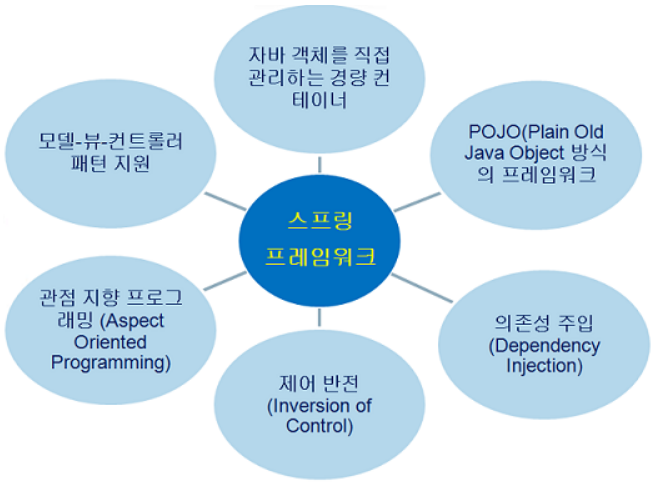 자바 객체를 직접
관리하는 경량 컨
테이너
모델-뷰-컨트롤러
패턴 지원
POJO(Plain Old
Java Object 방식
의 프레임워크
스프링
프레임워크
관점 지향 프로그
래밍 (Aspect
Oriented
Programming)
의존성 주입
(Dependency
Injection)
제어 반전
(Inversion of
Control)